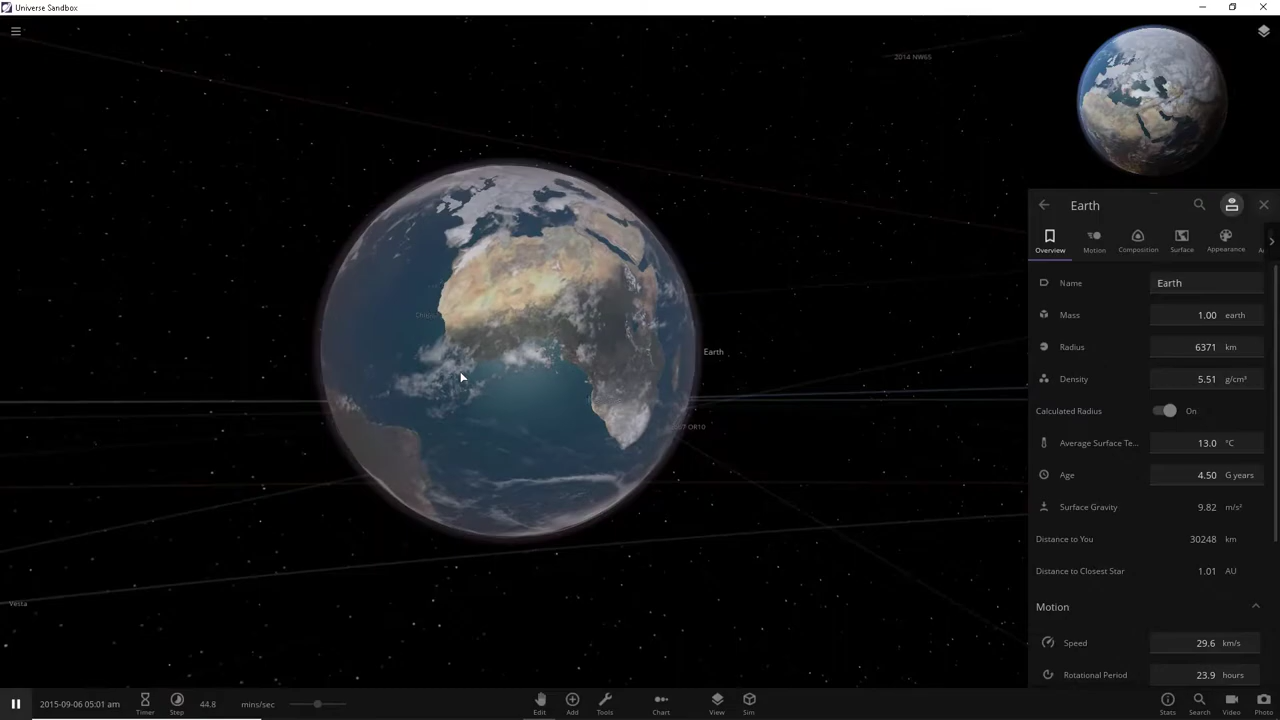 Universe Sandbox
2014 NW65
Earth
Overview Motion Composition Surface Appearance
Name Earth
Mass 1.00 earth
Radius 6371 km
Earth
Density 5.51 g/cm³
Calculated Radius On
OR10
Average Surface Te... 13.0 °C
Age 4.50 G years
Surface Gravity 9.82 m/s²
Distance to You 30248 km
Distance to Closest Star 1.01 AU
Vesta
Motion
Speed 29.6 km/s
Rotational Period 23.9 hours
2015-09-06 05:01 am Timer Step 44.8 mins/sec Edit Add Tools Chart View Sim Stats Search Video Photo